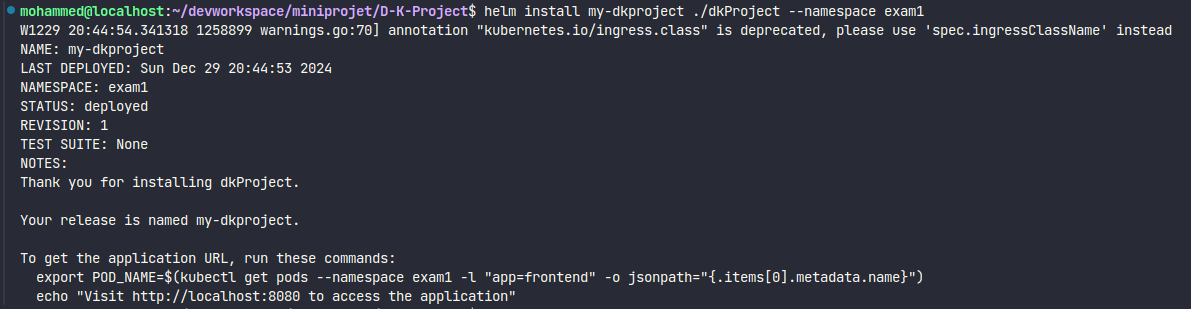 mohammed@localhost:~/devworkspace/miniprojet/D-K-Project$ helm install my-dkproject ./dkProject --namespace exam1
W1229 20:44:54.341318 1258899 warnings.go:70] annotation "kubernetes.io/ingress.class" is deprecated, please use 'spec.ingressClassName' instead
NAME: my-dkproject
LAST DEPLOYED: Sun Dec 29 20:44:53 2024
NAMESPACE: exam1
STATUS: deployed
REVISION: 1
TEST SUITE: None
NOTES:
Thank you for installing dkProject.
Your release is named my-dkproject.
To get the application URL, run these commands:
  export POD_NAME=$(kubectl get pods --namespace exam1 -l "app=frontend" -o jsonpath="{.items[0].metadata.name}")
  echo "Visit http://localhost:8080 to access the application"